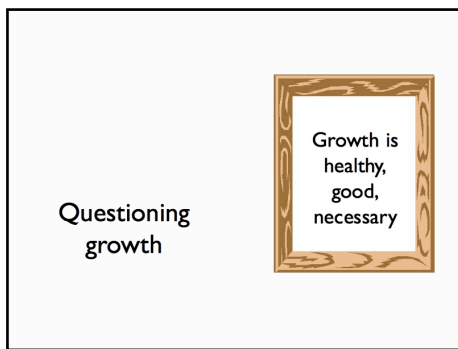 Questioning
growth
Growth is
healthy,
good,
necessary